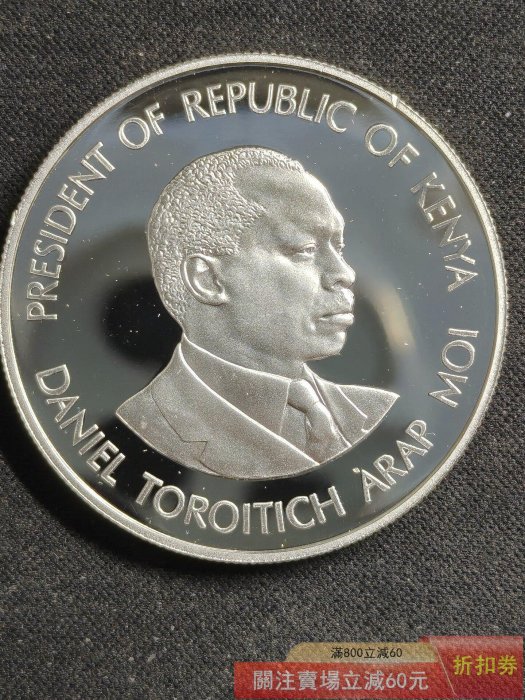 PRESIDENT OF REPUBLIC OF KENYA
DANIEL TOROITICH ARAP MOI
滿800立減60
關注賣場立減60元
折扣券